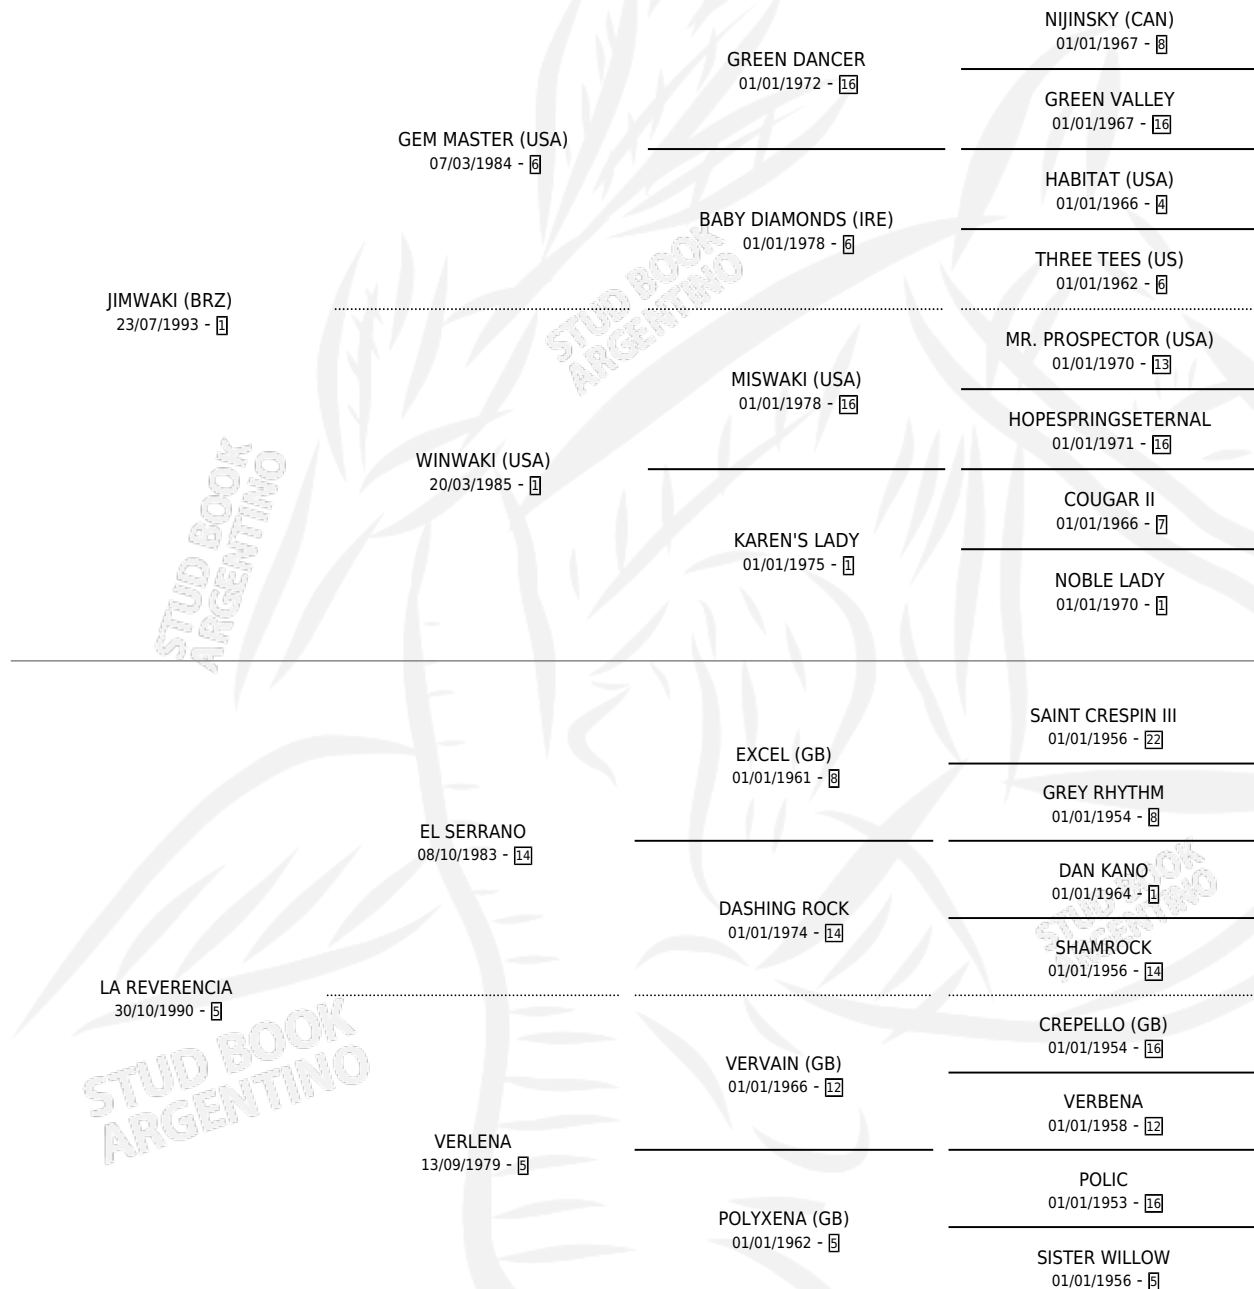 JIMWAKI (BRZ)
23/07/1993 - 1
GEM MASTER (USA)
07/03/1984 - 6
GREEN DANCER
01/01/1972 - 16
NIJINSKY (CAN)
01/01/1967 - 8
GREEN VALLEY
01/01/1967 - 16
BABY DIAMONDS (IRE)
01/01/1978 - 6
HABITAT (USA)
01/01/1966 - 4
THREE TEES (US)
01/01/1962 - 6
WINWAKI (USA)
20/03/1985 - 1
MISWAKI (USA)
01/01/1978 - 16
MR. PROSPECTOR (USA)
01/01/1970 - 13
HOPESPRINGSETERNAL
01/01/1971 - 16
KAREN'S LADY
01/01/1975 - 1
COUGAR II
01/01/1966 - 7
NOBLE LADY
01/01/1970 - 1
LA REVERENCIA
30/10/1990 - 5
EL SERRANO
08/10/1983 - 14
EXCEL (GB)
01/01/1961 - 8
SAINT CRESPIN III
01/01/1956 - 22
GREY RHYTHM
01/01/1954 - 8
DASHING ROCK
01/01/1974 - 14
DAN KANO
01/01/1964 - 1
SHAMROCK
01/01/1956 - 14
VERLENA
13/09/1979 - 5
VERVAIN (GB)
01/01/1966 - 12
CREPELLO (GB)
01/01/1954 - 16
VERBENA
01/01/1958 - 12
POLYXENA (GB)
01/01/1962 - 5
POLIC
01/01/1953 - 16
SISTER WILLOW
01/01/1956 - 5
STUD BOOK
ARGENTINO
STUD BOOK
ARGENTINO
STUD BOOK
ARGENTINO
STUD BOOK
ARGENTINO